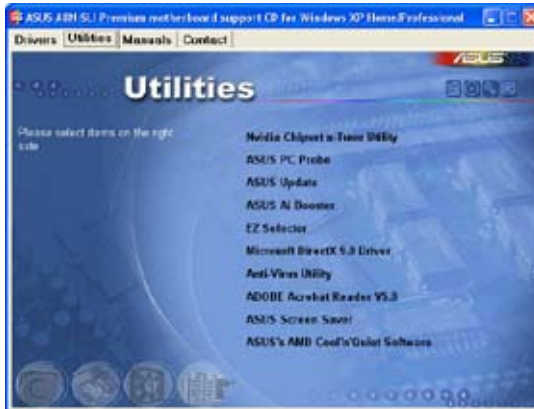 ASUS A8N-SLI Premium motherboard support CD for Windows XP Home/Professional
Drivers Utilities Manuals Contact
ASUS
Utilities
Please select items on the right
side
Nvidia Chipset n-Tune Utility
ASUS PC Probe
ASUS Update
ASUS Ai Booster
EZ Selector
Microsoft DirectX 9.0 Driver
Anti-Virus Utility
ADOBE Acrobat Reader V5.0
ASUS Screen Saver
ASUS's AMD Cool'n'Quiet Software